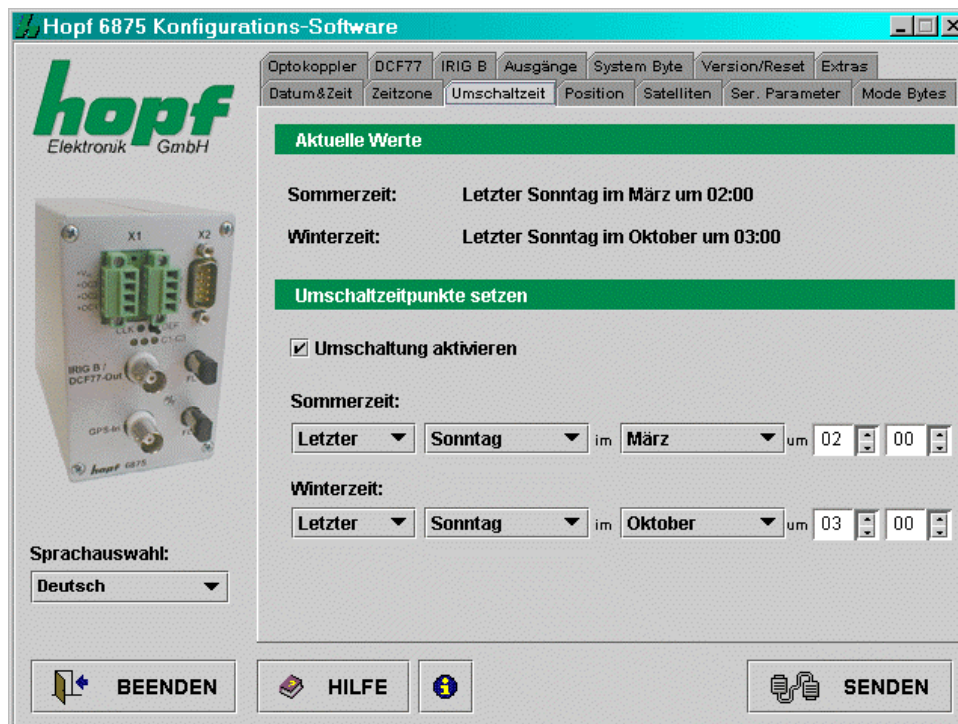 Hopf 6875 Konfigurations-Software
hopf
Elektronik GmbH
Optokoppler DCF77 IRIG B Ausgänge System Byte Version/Reset Extras
Datum&Zeit Zeitzone Umschaltzeit Position Satelliten Ser. Parameter Mode Bytes
Aktuelle Werte
Sommerzeit: Letzter Sonntag im März um 02:00
Winterzeit: Letzter Sonntag im Oktober um 03:00
Umschaltzeitpunkte setzen
Umschaltung aktivieren
Sommerzeit:
Letzter Sonntag im März um 02 00
Winterzeit:
Letzter Sonntag im Oktober um 03 00
X1 X2
CLK
IRIG B /
DCF77-Out
GPS-In
hopf 6875
Sprachauswahl:
Deutsch
BEENDEN HILFE SENDEN